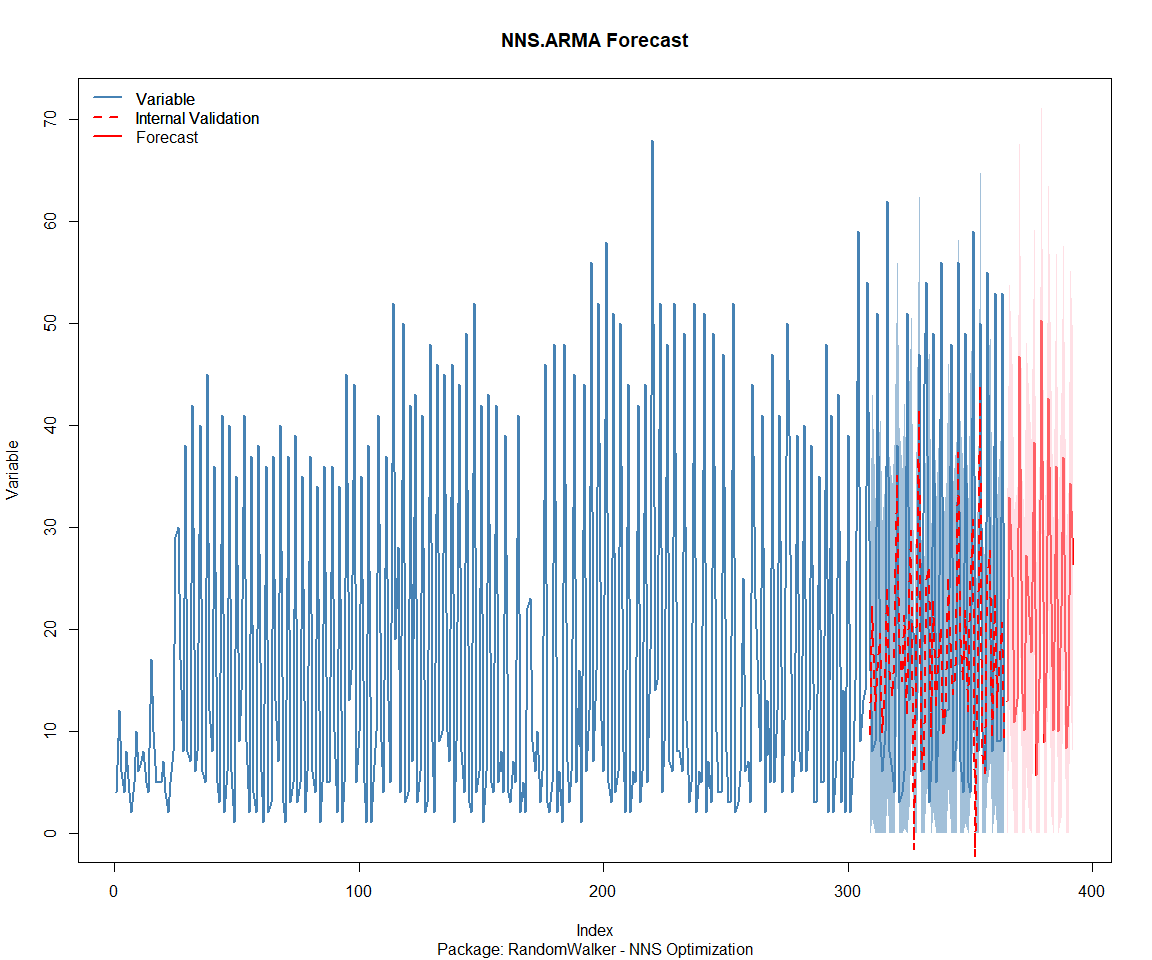 NNS.ARMA Forecast
Variable
Internal Validation
Forecast
70
60
50
40
30
20
10
0
Variable
0 100 200 300 400
Index
Package: RandomWalker - NNS Optimization